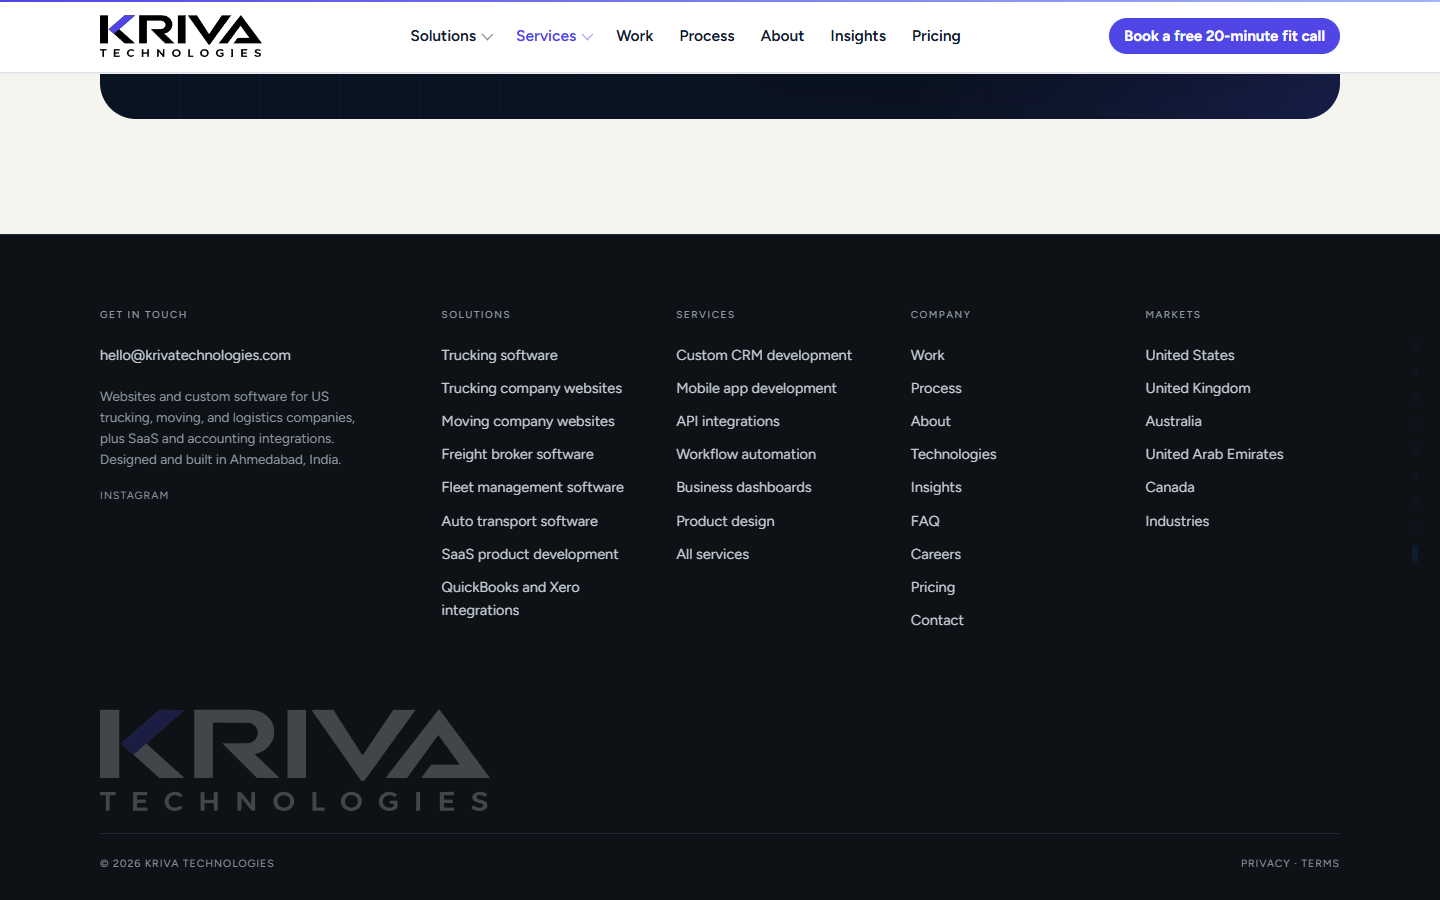 KRIVA
TECHNOLOGIES
Solutions
Services
Work
Process
About
Insights
Pricing
Book a free 20-minute fit call
GET IN TOUCH
hello@krivatechnologies.com
Websites and custom software for US
trucking, moving, and logistics companies,
plus SaaS and accounting integrations.
Designed and built in Ahmedabad, India.
INSTAGRAM
SOLUTIONS
Trucking software
Trucking company websites
Moving company websites
Freight broker software
Fleet management software
Auto transport software
SaaS product development
QuickBooks and Xero
integrations
SERVICES
Custom CRM development
Mobile app development
API integrations
Workflow automation
Business dashboards
Product design
All services
COMPANY
Work
Process
About
Technologies
Insights
FAQ
Careers
Pricing
Contact
MARKETS
United States
United Kingdom
Australia
United Arab Emirates
Canada
Industries
KRIVA
TECHNOLOGIES
© 2026 KRIVA TECHNOLOGIES
PRIVACY · TERMS